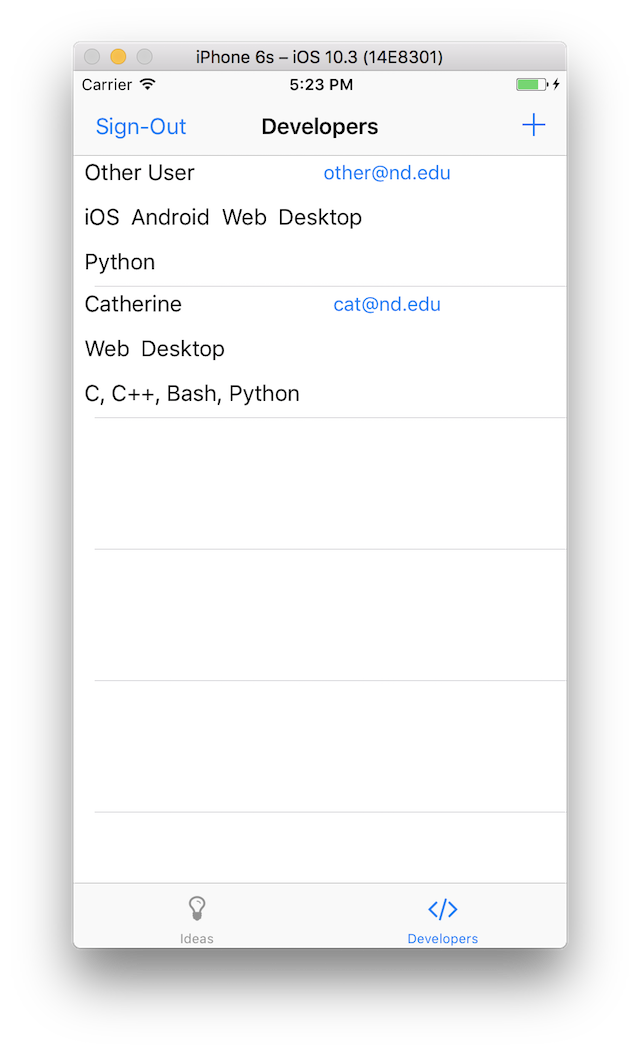 iPhone 6s – iOS 10.3 (14E8301)
Carrier 5:23 PM
Sign-Out Developers +
Other User other@nd.edu
iOS Android Web Desktop
Python
Catherine cat@nd.edu
Web Desktop
C, C++, Bash, Python
Ideas Developers